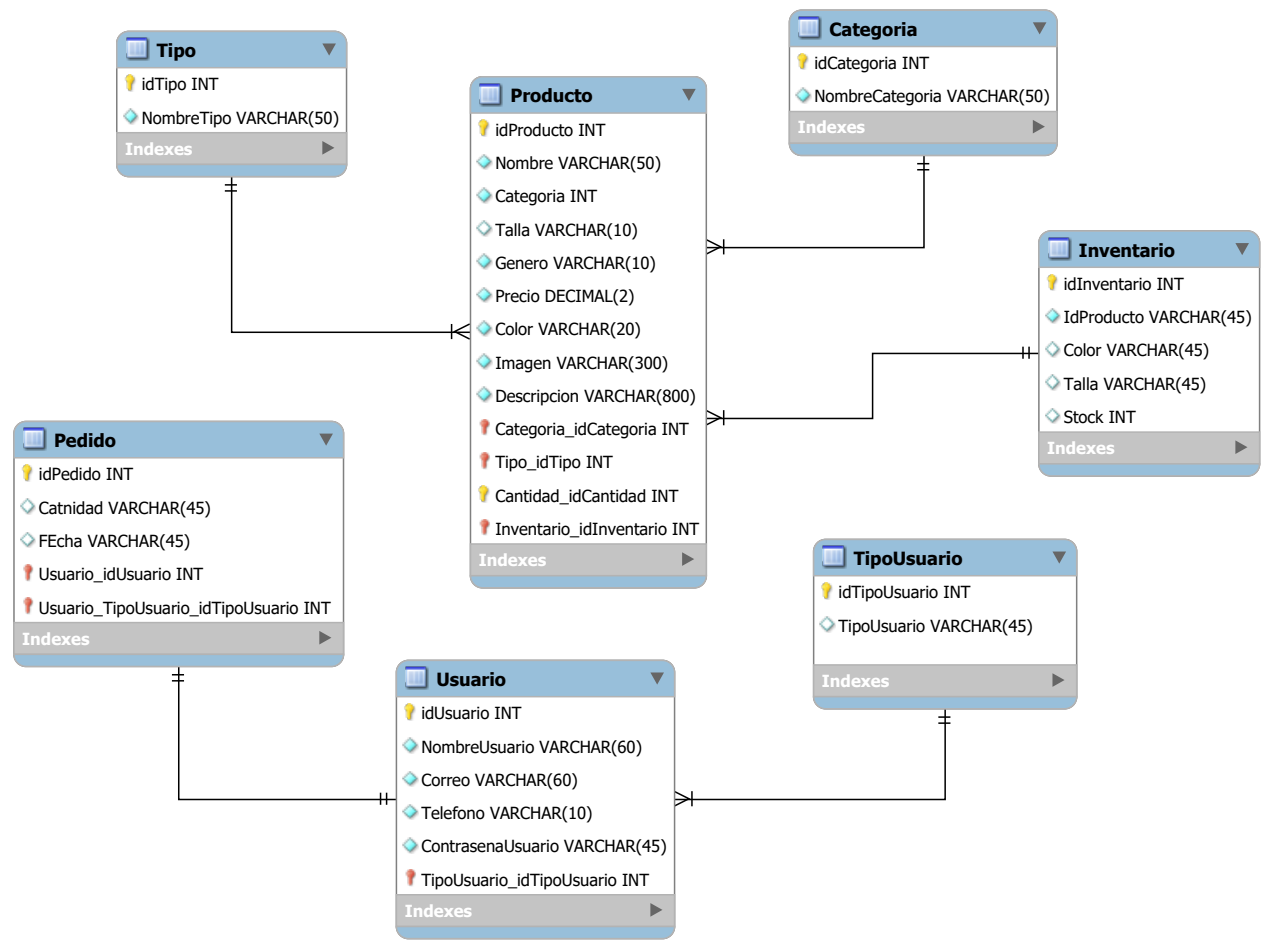 Tipo
idTipo INT
NombreTipo VARCHAR(50)
Indexes
Producto
idProducto INT
Nombre VARCHAR(50)
Categoria INT
Talla VARCHAR(10)
Genero VARCHAR(10)
Precio DECIMAL(2)
Color VARCHAR(20)
Imagen VARCHAR(300)
Descripcion VARCHAR(800)
Categoria_idCategoria INT
Tipo_idTipo INT
Cantidad_idCantidad INT
Inventario_idInventario INT
Indexes
Categoria
idCategoria INT
NombreCategoria VARCHAR(50)
Indexes
Inventario
idInventario INT
IdProducto VARCHAR(45)
Color VARCHAR(45)
Talla VARCHAR(45)
Stock INT
Indexes
Pedido
idPedido INT
Catnidad VARCHAR(45)
FEcha VARCHAR(45)
Usuario_idUsuario INT
Usuario_TipoUsuario_idTipoUsuario INT
Indexes
Usuario
idUsuario INT
NombreUsuario VARCHAR(60)
Correo VARCHAR(60)
Telefono VARCHAR(10)
ContrasenaUsuario VARCHAR(45)
TipoUsuario_idTipoUsuario INT
Indexes
TipoUsuario
idTipoUsuario INT
TipoUsuario VARCHAR(45)
Indexes